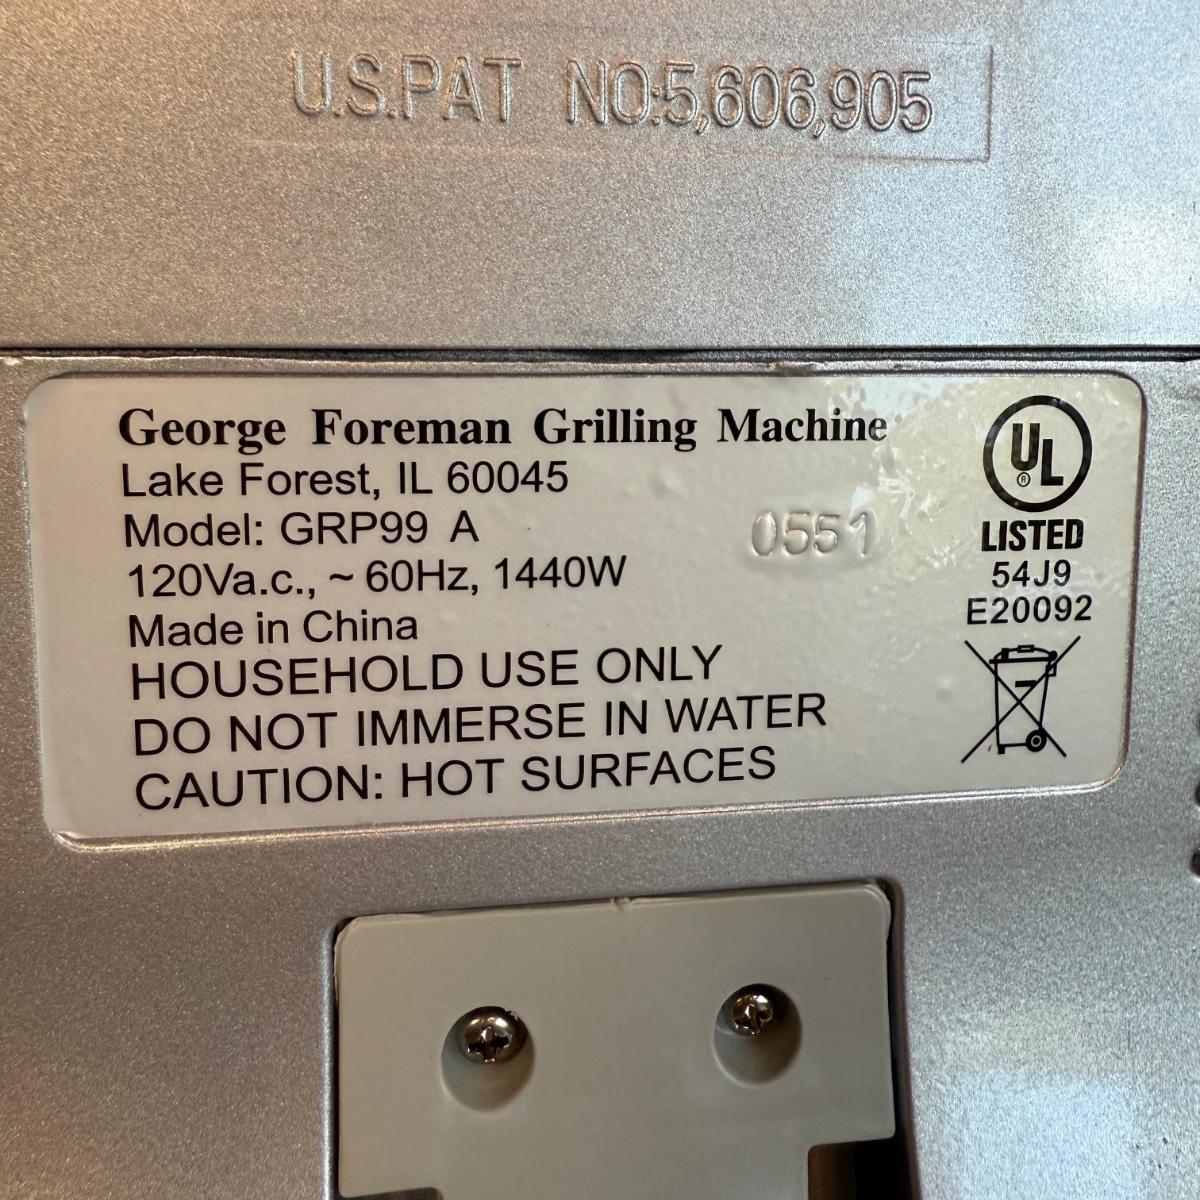 U.S.PAT NO:5,606,905
George Foreman Grilling Machine
Lake Forest, IL 60045
Model: GRP99 A
0551
120Va.c., ~ 60Hz, 1440W
Made in China
HOUSEHOLD USE ONLY
DO NOT IMMERSE IN WATER
CAUTION: HOT SURFACES
UL
®
LISTED
54J9
E20092